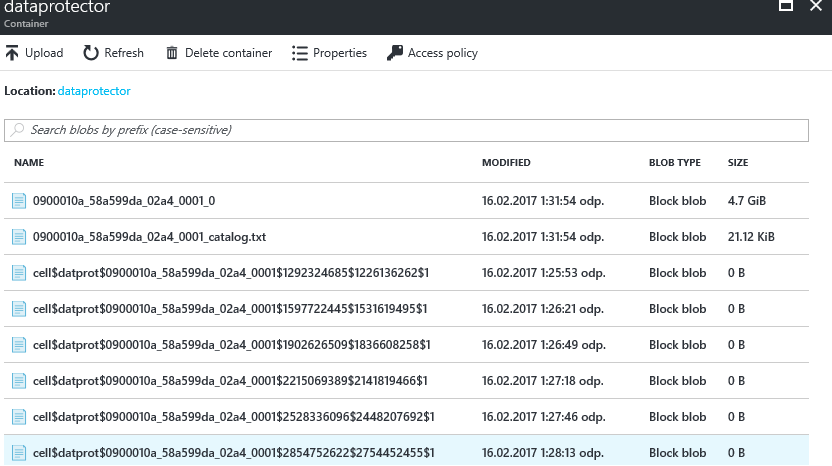 dataprotector
Container
Upload Refresh Delete container Properties Access policy
Location: dataprotector
Search blobs by prefix (case-sensitive)
NAME MODIFIED BLOB TYPE SIZE
0900010a_58a599da_02a4_0001_0 16.02.2017 1:31:54 odp. Block blob 4.7 GiB
0900010a_58a599da_02a4_0001_catalog.txt 16.02.2017 1:31:54 odp. Block blob 21.12 KiB
cell$datprot$0900010a_58a599da_02a4_0001$1292324685$1226136262$1 16.02.2017 1:25:53 odp. Block blob 0 B
cell$datprot$0900010a_58a599da_02a4_0001$1597722445$1531619495$1 16.02.2017 1:26:21 odp. Block blob 0 B
cell$datprot$0900010a_58a599da_02a4_0001$1902626509$1836608258$1 16.02.2017 1:26:49 odp. Block blob 0 B
cell$datprot$0900010a_58a599da_02a4_0001$2215069389$2141819466$1 16.02.2017 1:27:18 odp. Block blob 0 B
cell$datprot$0900010a_58a599da_02a4_0001$2528336096$2448207692$1 16.02.2017 1:27:46 odp. Block blob 0 B
cell$datprot$0900010a_58a599da_02a4_0001$2854752622$2754452455$1 16.02.2017 1:28:13 odp. Block blob 0 B